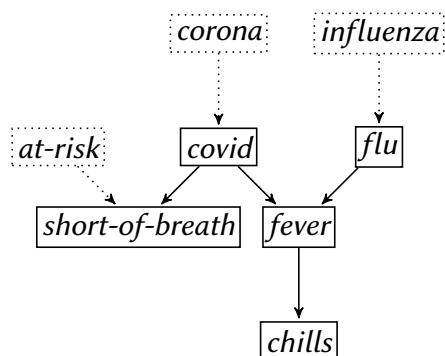 corona
influenza
at-risk
covid
flu
short-of-breath
fever
chills